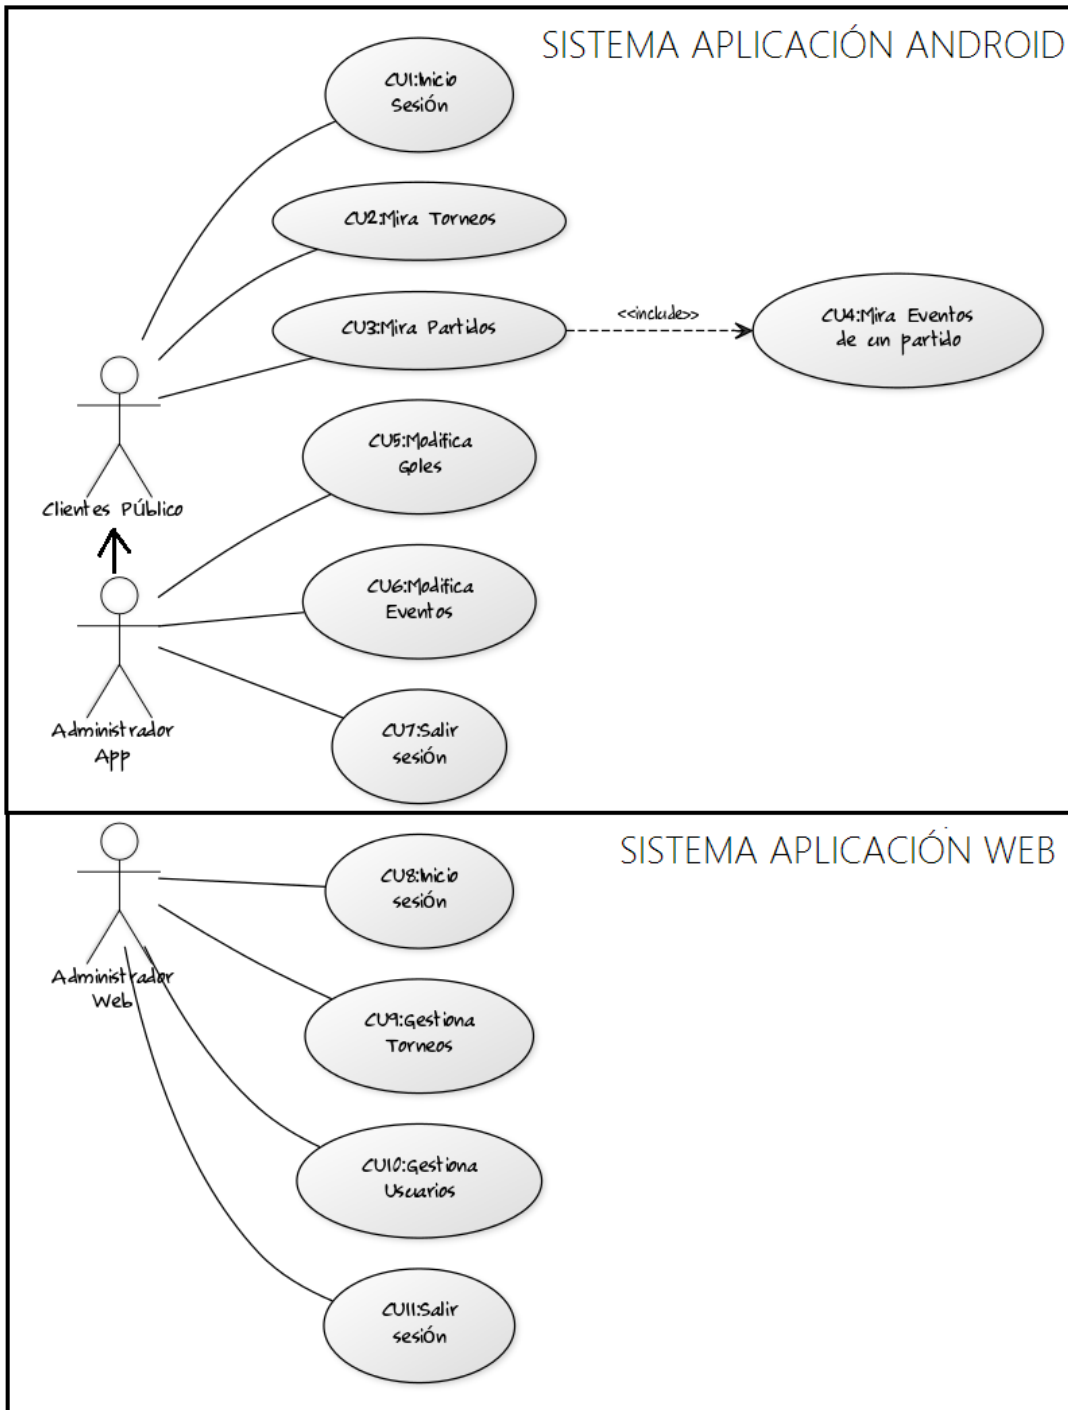 SISTEMA APLICACIÓN ANDROID
CU1:Inicio
Sesión
CU2:Mira Torneos
CU3:Mira Partidos
<<include>>
CU4:Mira Eventos
de un partido
Clientes Público
CU5:Modifica
Goles
CU6:Modifica
Eventos
Administrador
App
CU7:Salir
sesión
SISTEMA APLICACIÓN WEB
CU8:Inicio
sesión
Administrador
Web
CU9:Gestiona
Torneos
CU10:Gestiona
Usuarios
CU11:Salir
sesión